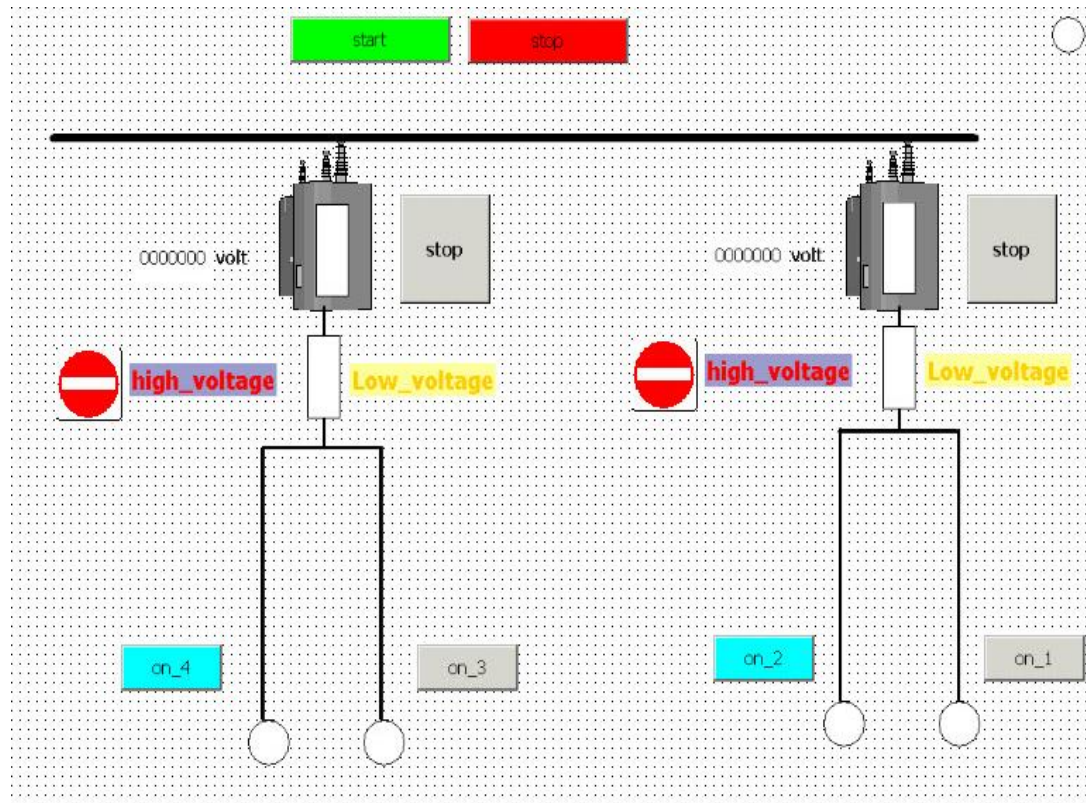 start
stop
0000000 volt
stop
0000000 volt
stop
high_voltage
Low_voltage
high_voltage
Low_voltage
on_4
on_3
on_2
on_1